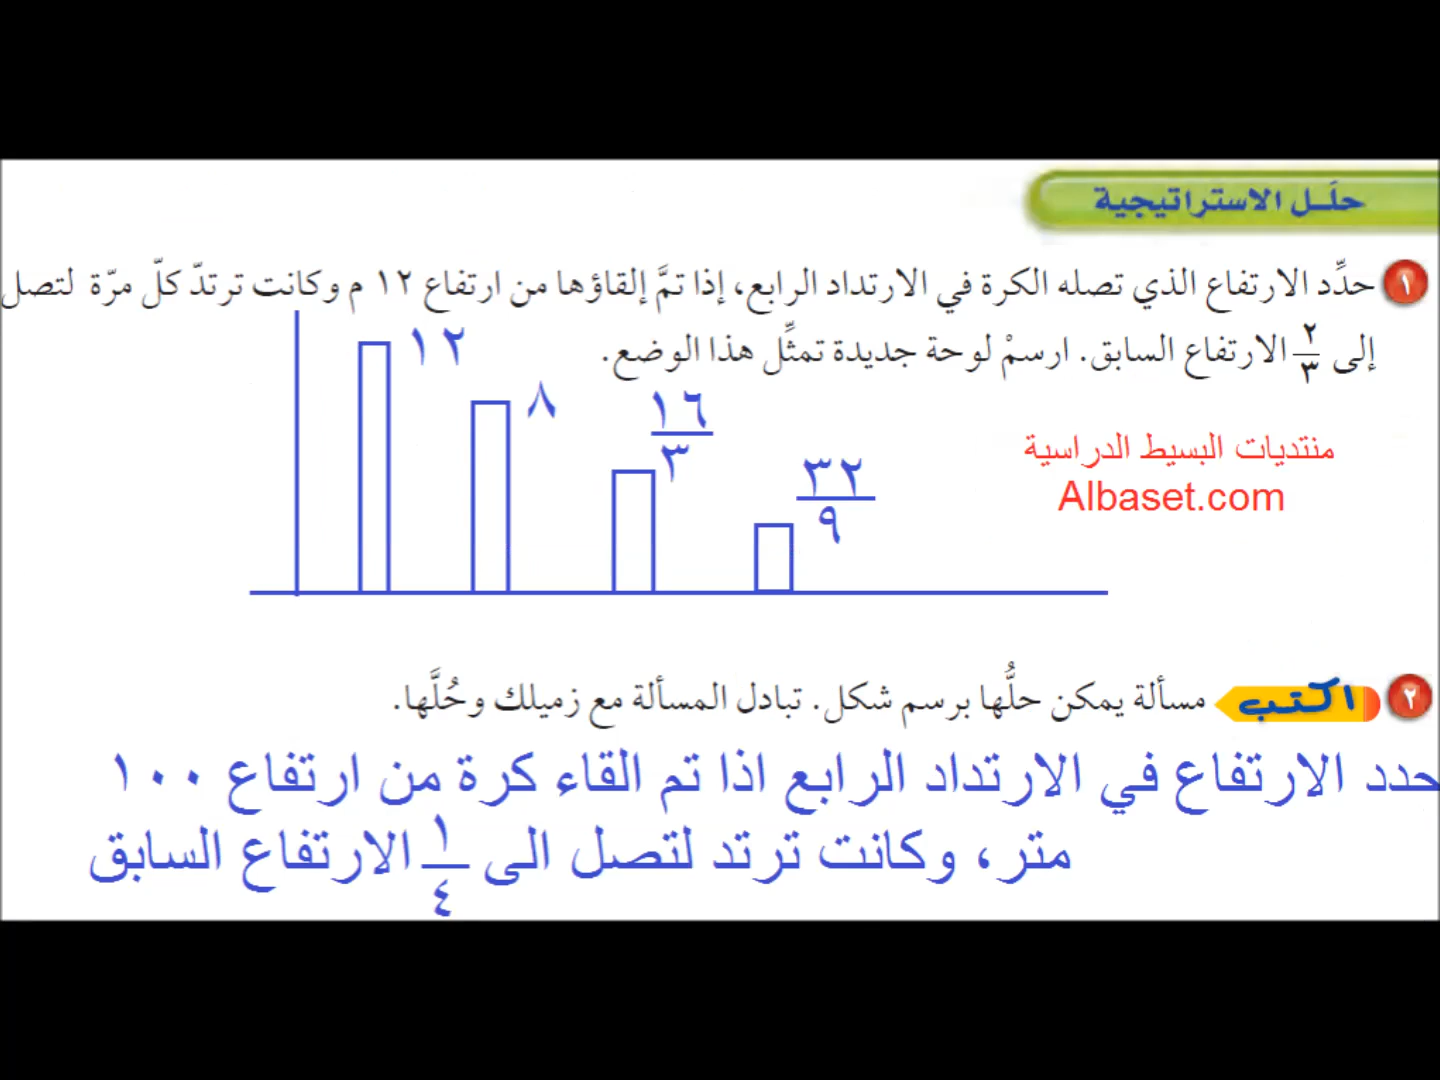 حلّل الاستراتيجية
١ حدِّد الارتفاع الذي تصله الكرة في الارتداد الرابع، إذا تمَّ إلقاؤها من ارتفاع ١٢ م وكانت ترتدّ كلّ مرّة لتصل
إلى ٢/٣ الارتفاع السابق. ارسمْ لوحة جديدة تمثِّل هذا الوضع.
١٢
٨
١٦/٣
٣٢/٩
منتديات البسيط الدراسية
Albaset.com
٢ اكتب مسألة يمكن حلُّها برسم شكل. تبادل المسألة مع زميلك وحُلَّها.
حدد الارتفاع في الارتداد الرابع اذا تم القاء كرة من ارتفاع ١٠٠
متر، وكانت ترتد لتصل الى ١/٤ الارتفاع السابق